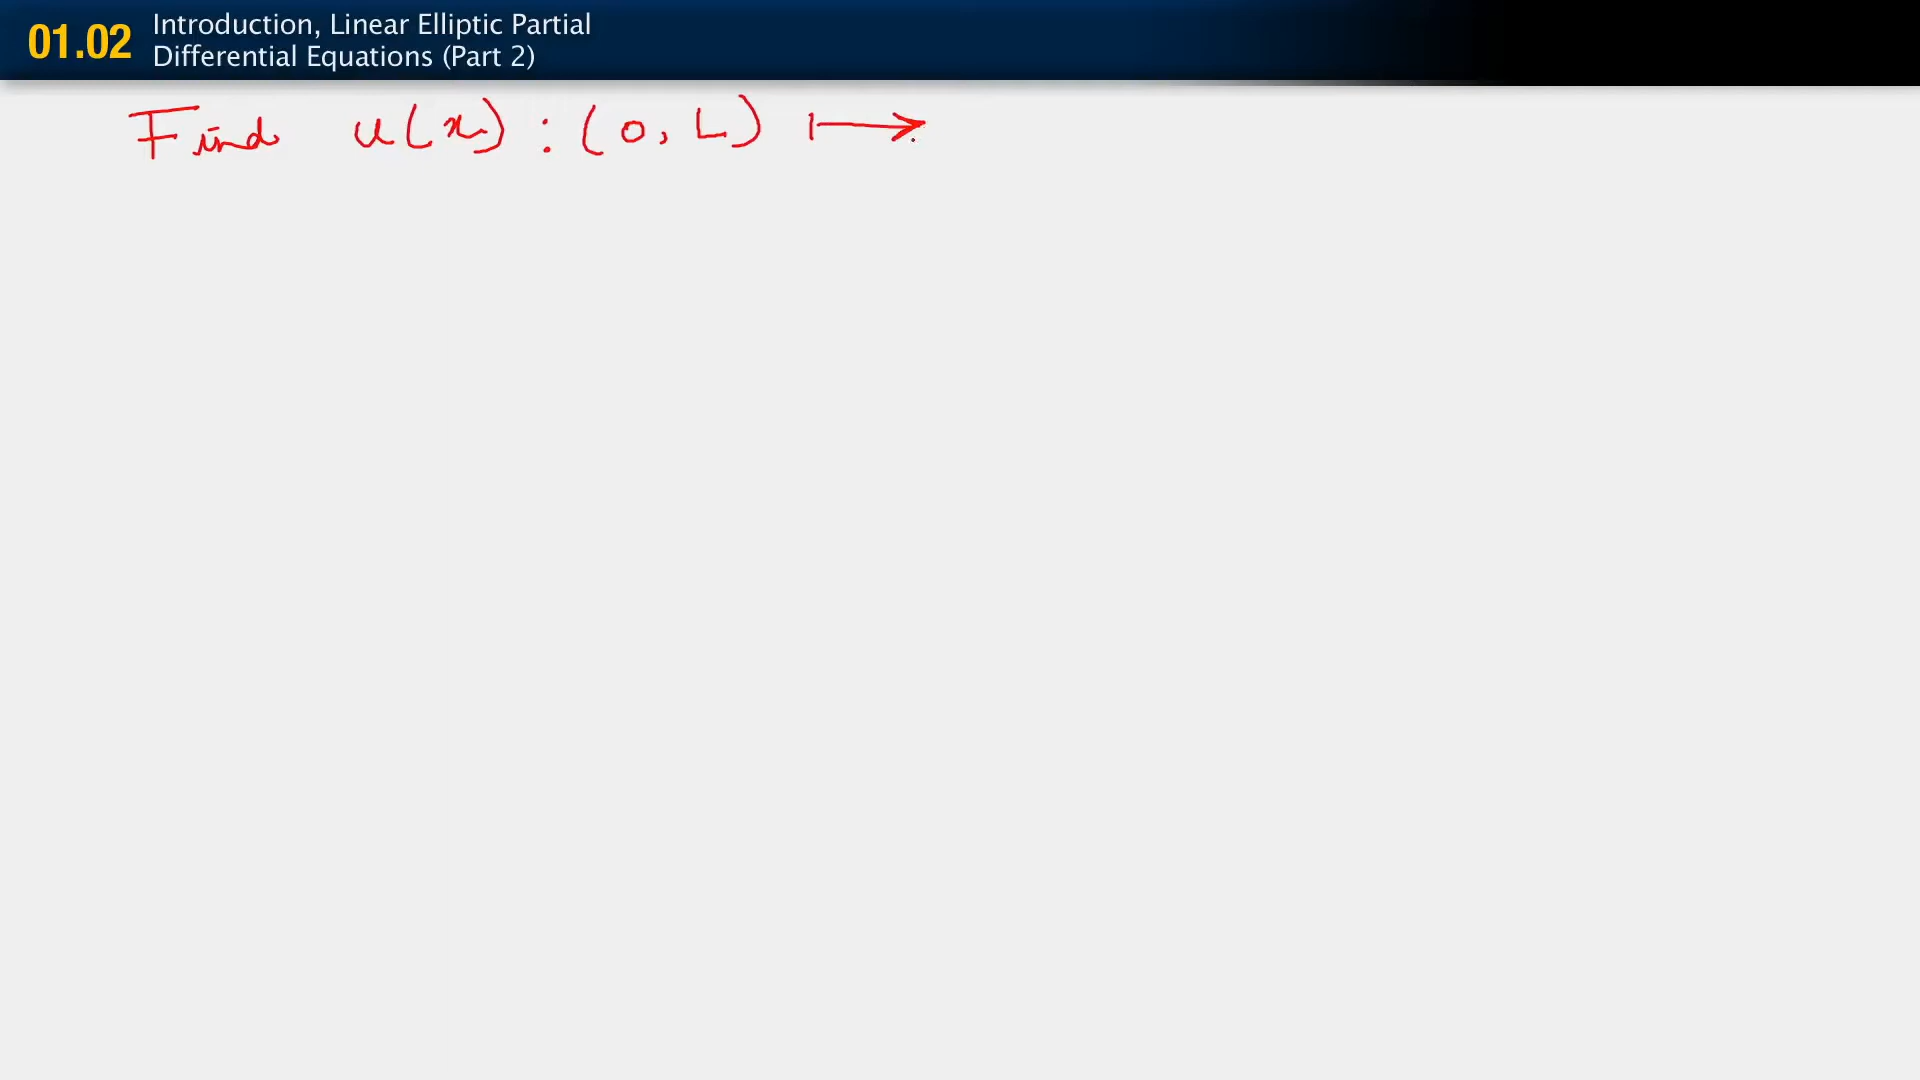 01.02
Introduction, Linear Elliptic Partial
Differential Equations (Part 2)
Find u(x) : (0, L) ↦